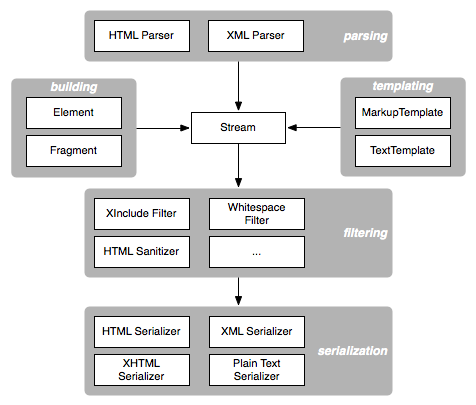 HTML Parser
XML Parser
parsing
building
Element
Fragment
Stream
templating
MarkupTemplate
TextTemplate
XInclude Filter
Whitespace
Filter
HTML Sanitizer
...
filtering
HTML Serializer
XML Serializer
XHTML
Serializer
Plain Text
Serializer
serialization